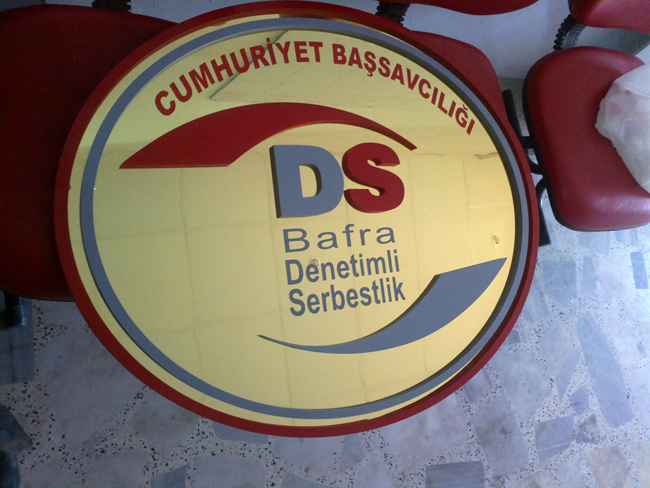 CUMHURİYET BAŞSAVCILIĞI
DS
Bafra
Denetimli
Serbestlik